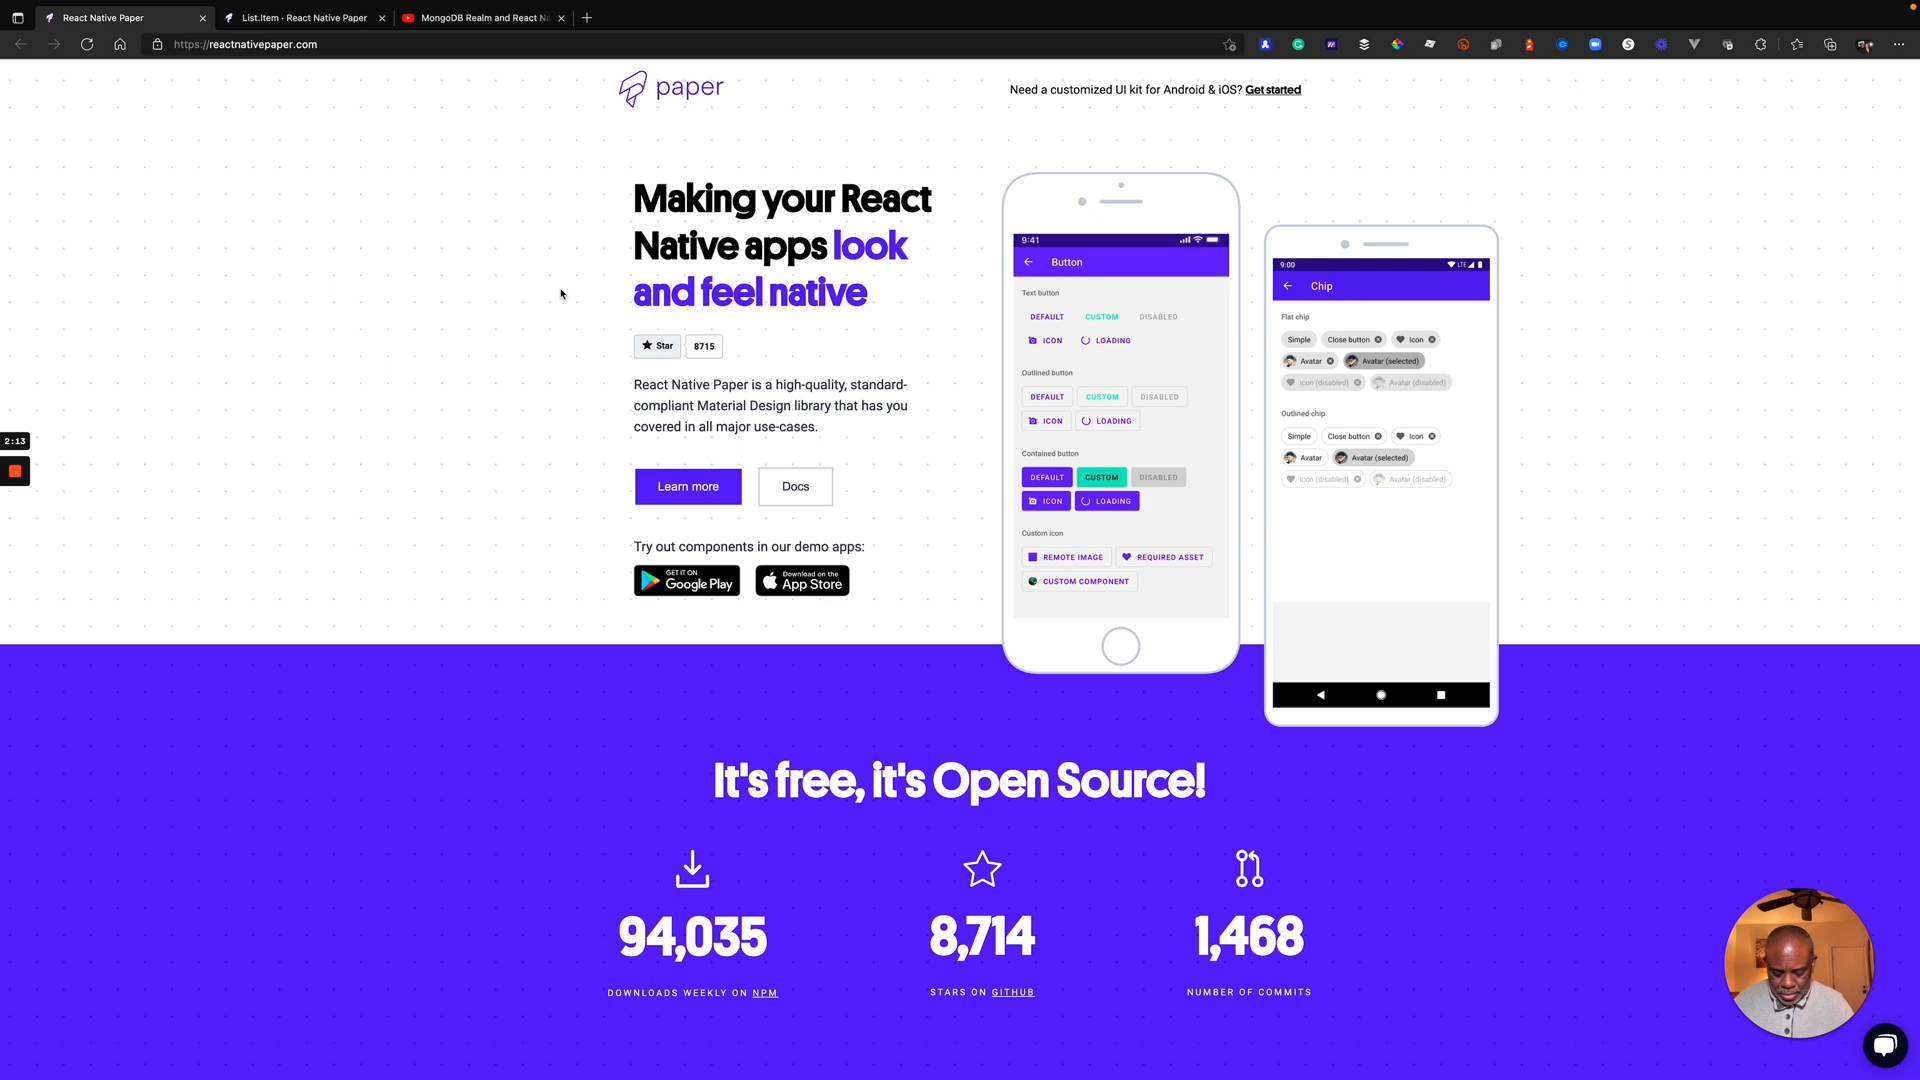 React Native Paper
List.Item · React Native Paper
MongoDB Realm and React Na
https://reactnativepaper.com
paper
Need a customized UI kit for Android & iOS? Get started
Making your React
Native apps look
and feel native
Star
8715
React Native Paper is a high-quality, standard-
compliant Material Design library that has you
covered in all major use-cases.
Learn more
Docs
Try out components in our demo apps:
GET IT ON
Google Play
Download on the
App Store
2:13
9:41
Button
Text button
DEFAULT
CUSTOM
DISABLED
ICON
LOADING
Outlined button
DEFAULT
CUSTOM
DISABLED
ICON
LOADING
Contained button
DEFAULT
CUSTOM
DISABLED
ICON
LOADING
Custom icon
REMOTE IMAGE
REQUIRED ASSET
CUSTOM COMPONENT
9:00
LTE
Chip
Flat chip
Simple
Close button
Icon
Avatar
Avatar (selected)
Icon (disabled)
Avatar (disabled)
Outlined chip
Simple
Close button
Icon
Avatar
Avatar (selected)
Icon (disabled)
Avatar (disabled)
It's free, it's Open Source!
94,035
DOWNLOADS WEEKLY ON NPM
8,714
STARS ON GITHUB
1,468
NUMBER OF COMMITS